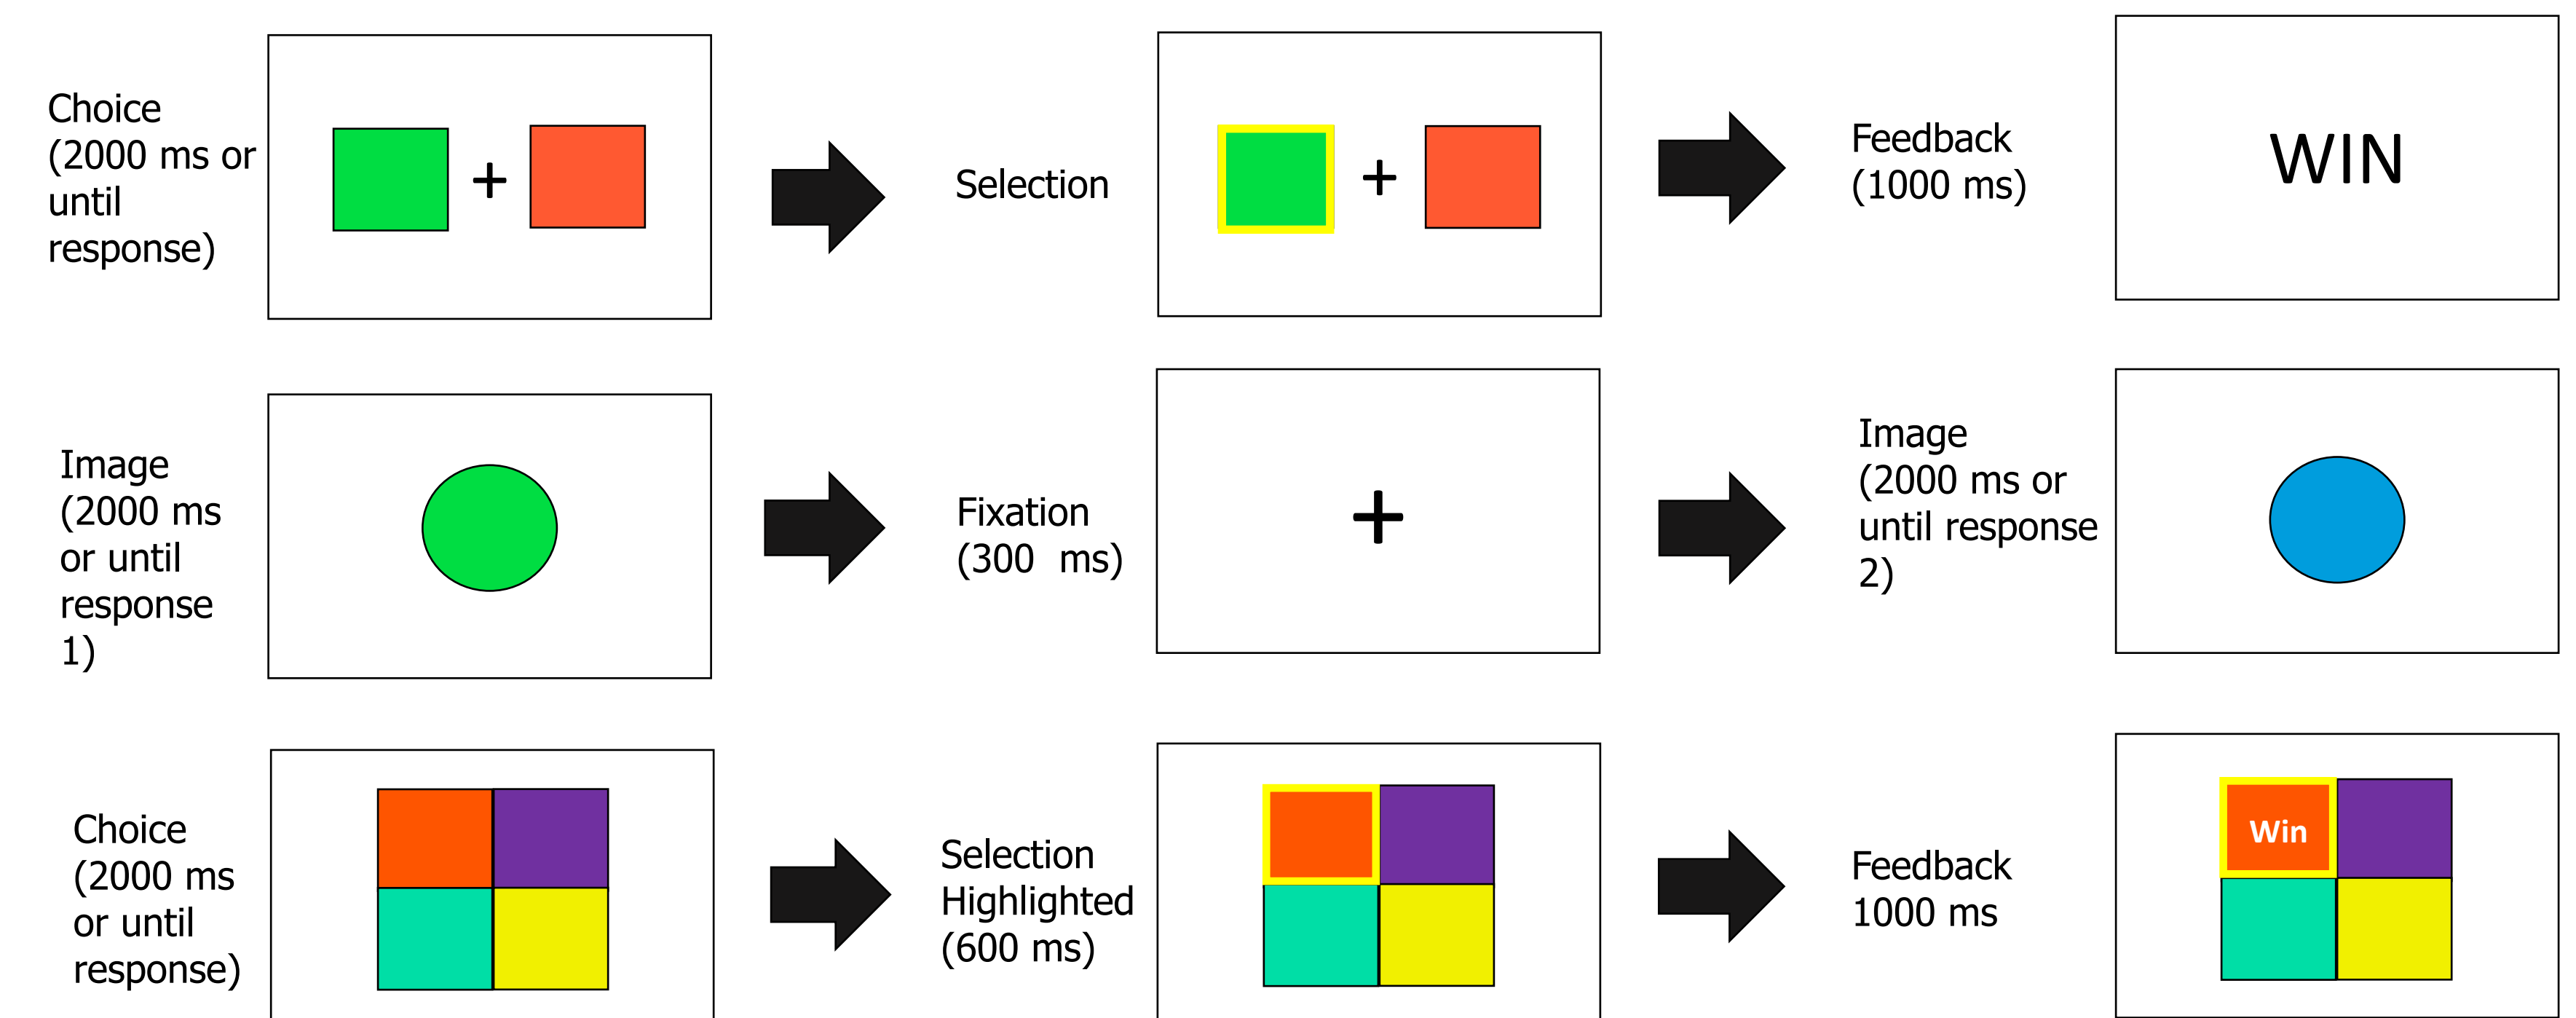 Choice
(2000 ms or
until
response)
+
Selection
+
Feedback
(1000 ms)
WIN
Image
(2000 ms
or until
response
1)
Fixation
(300  ms)
+
Image
(2000 ms or
until response
2)
Choice
(2000 ms
or until
response)
Selection
Highlighted
(600 ms)
Feedback
1000 ms
Win